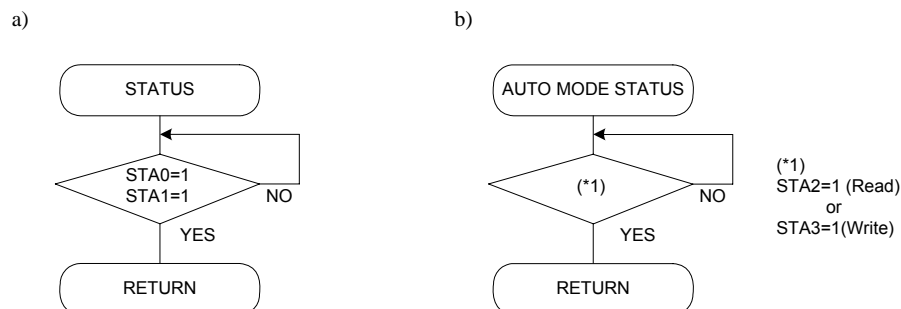 a)
STATUS
STA0=1
STA1=1
NO
YES
RETURN
b)
AUTO MODE STATUS
(*1)
NO
YES
RETURN
(*1)
STA2=1 (Read)
or
STA3=1(Write)